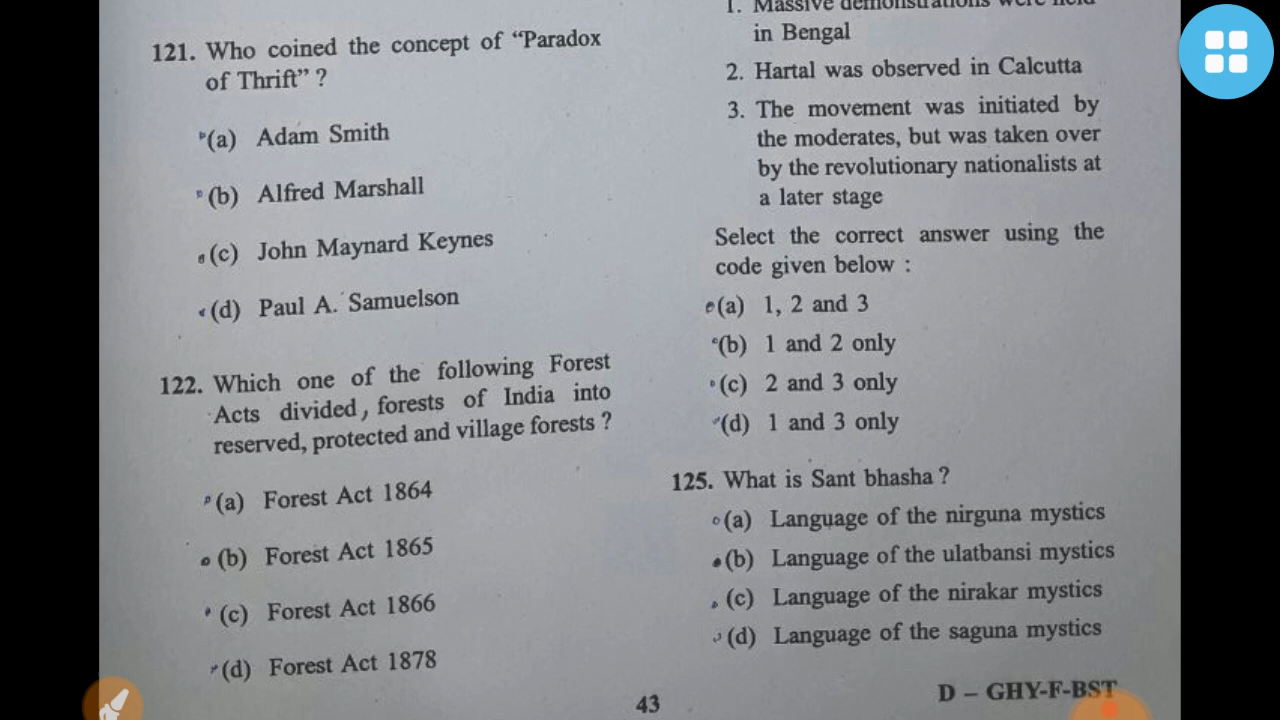 121. Who coined the concept of “Paradox
of Thrift” ?
(a) Adam Smith
(b) Alfred Marshall
(c) John Maynard Keynes
(d) Paul A. Samuelson
122. Which one of the following Forest
Acts divided, forests of India into
reserved, protected and village forests ?
(a) Forest Act 1864
(b) Forest Act 1865
(c) Forest Act 1866
(d) Forest Act 1878
1. Massive demonstrations were held
in Bengal
2. Hartal was observed in Calcutta
3. The movement was initiated by
the moderates, but was taken over
by the revolutionary nationalists at
a later stage
Select the correct answer using the
code given below :
(a) 1, 2 and 3
(b) 1 and 2 only
(c) 2 and 3 only
(d) 1 and 3 only
125. What is Sant bhasha ?
(a) Language of the nirguna mystics
(b) Language of the ulatbansi mystics
(c) Language of the nirakar mystics
(d) Language of the saguna mystics
43
D – GHY-F-BST